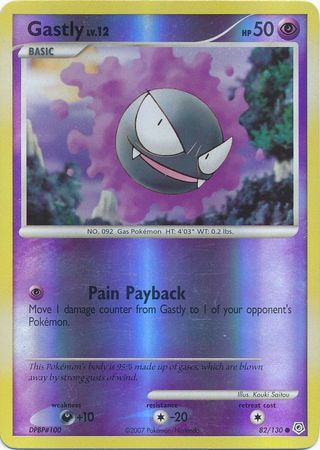 Gastly LV.12
HP 50
BASIC
NO. 092 Gas Pokémon HT: 4'03" WT: 0.2 lbs.
Pain Payback
Move 1 damage counter from Gastly to 1 of your opponent's
Pokémon.
This Pokémon's body is 95% made up of gases, which are blown
away by strong gusts of wind.
Illus. Kouki Saitou
weakness resistance retreat cost
+10 -20
DPBP#100 ©2007 Pokémon/Nintendo 82/130